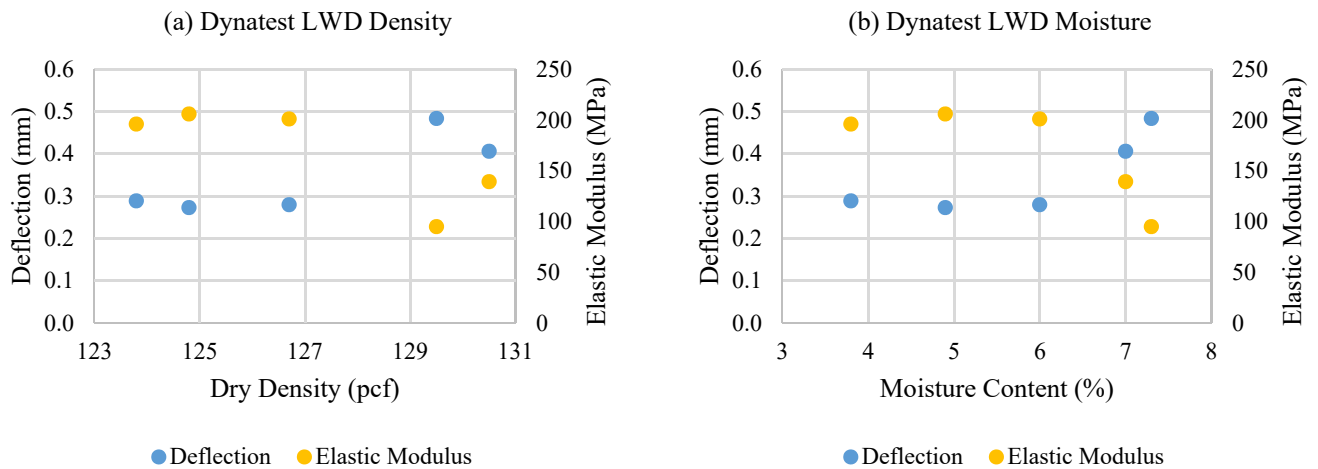 (a) Dynatest LWD Density
0.6
0.5
0.4
0.3
0.2
0.1
0.0
Deflection (mm)
250
200
150
100
50
0
Elastic Modulus (MPa)
123 125 127 129 131
Dry Density (pcf)
Deflection Elastic Modulus
(b) Dynatest LWD Moisture
0.6
0.5
0.4
0.3
0.2
0.1
0.0
Deflection (mm)
250
200
150
100
50
0
Elastic Modulus (MPa)
3 4 5 6 7 8
Moisture Content (%)
Deflection Elastic Modulus